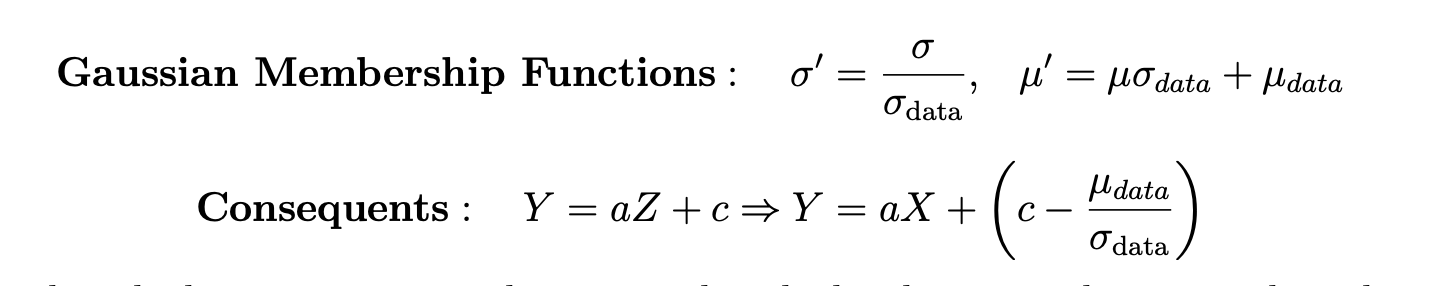 Gaussian Membership Functions : σ′ = σ / σ_data, μ′ = μσ_data + μ_data
Consequents : Y = aZ + c ⇒ Y = aX + (c − μ_data / σ_data)